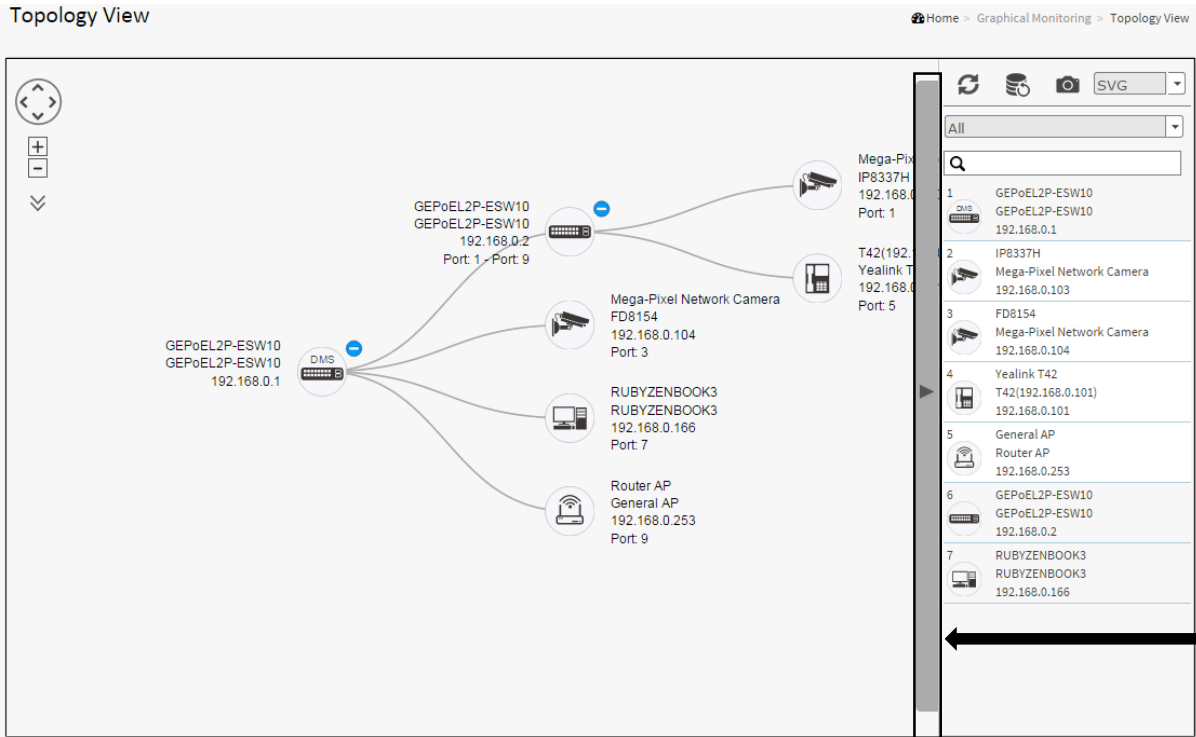 Topology View
Home > Graphical Monitoring > Topology View
SVG
All
GEPoEL2P-ESW10
GEPoEL2P-ESW10
192.168.0.1
DMS
GEPoEL2P-ESW10
GEPoEL2P-ESW10
192.168.0.2
Port: 1 - Port: 9
Mega-Pix
IP8337H
192.168.0
Port: 1
T42(192.
Yealink T
192.168.0
Port: 5
Mega-Pixel Network Camera
FD8154
192.168.0.104
Port: 3
RUBYZENBOOK3
RUBYZENBOOK3
192.168.0.166
Port: 7
Router AP
General AP
192.168.0.253
Port: 9
1
DMS
GEPoEL2P-ESW10
GEPoEL2P-ESW10
192.168.0.1
2
IP8337H
Mega-Pixel Network Camera
192.168.0.103
3
FD8154
Mega-Pixel Network Camera
192.168.0.104
4
Yealink T42
T42(192.168.0.101)
192.168.0.101
5
General AP
Router AP
192.168.0.253
6
GEPoEL2P-ESW10
GEPoEL2P-ESW10
192.168.0.2
7
RUBYZENBOOK3
RUBYZENBOOK3
192.168.0.166